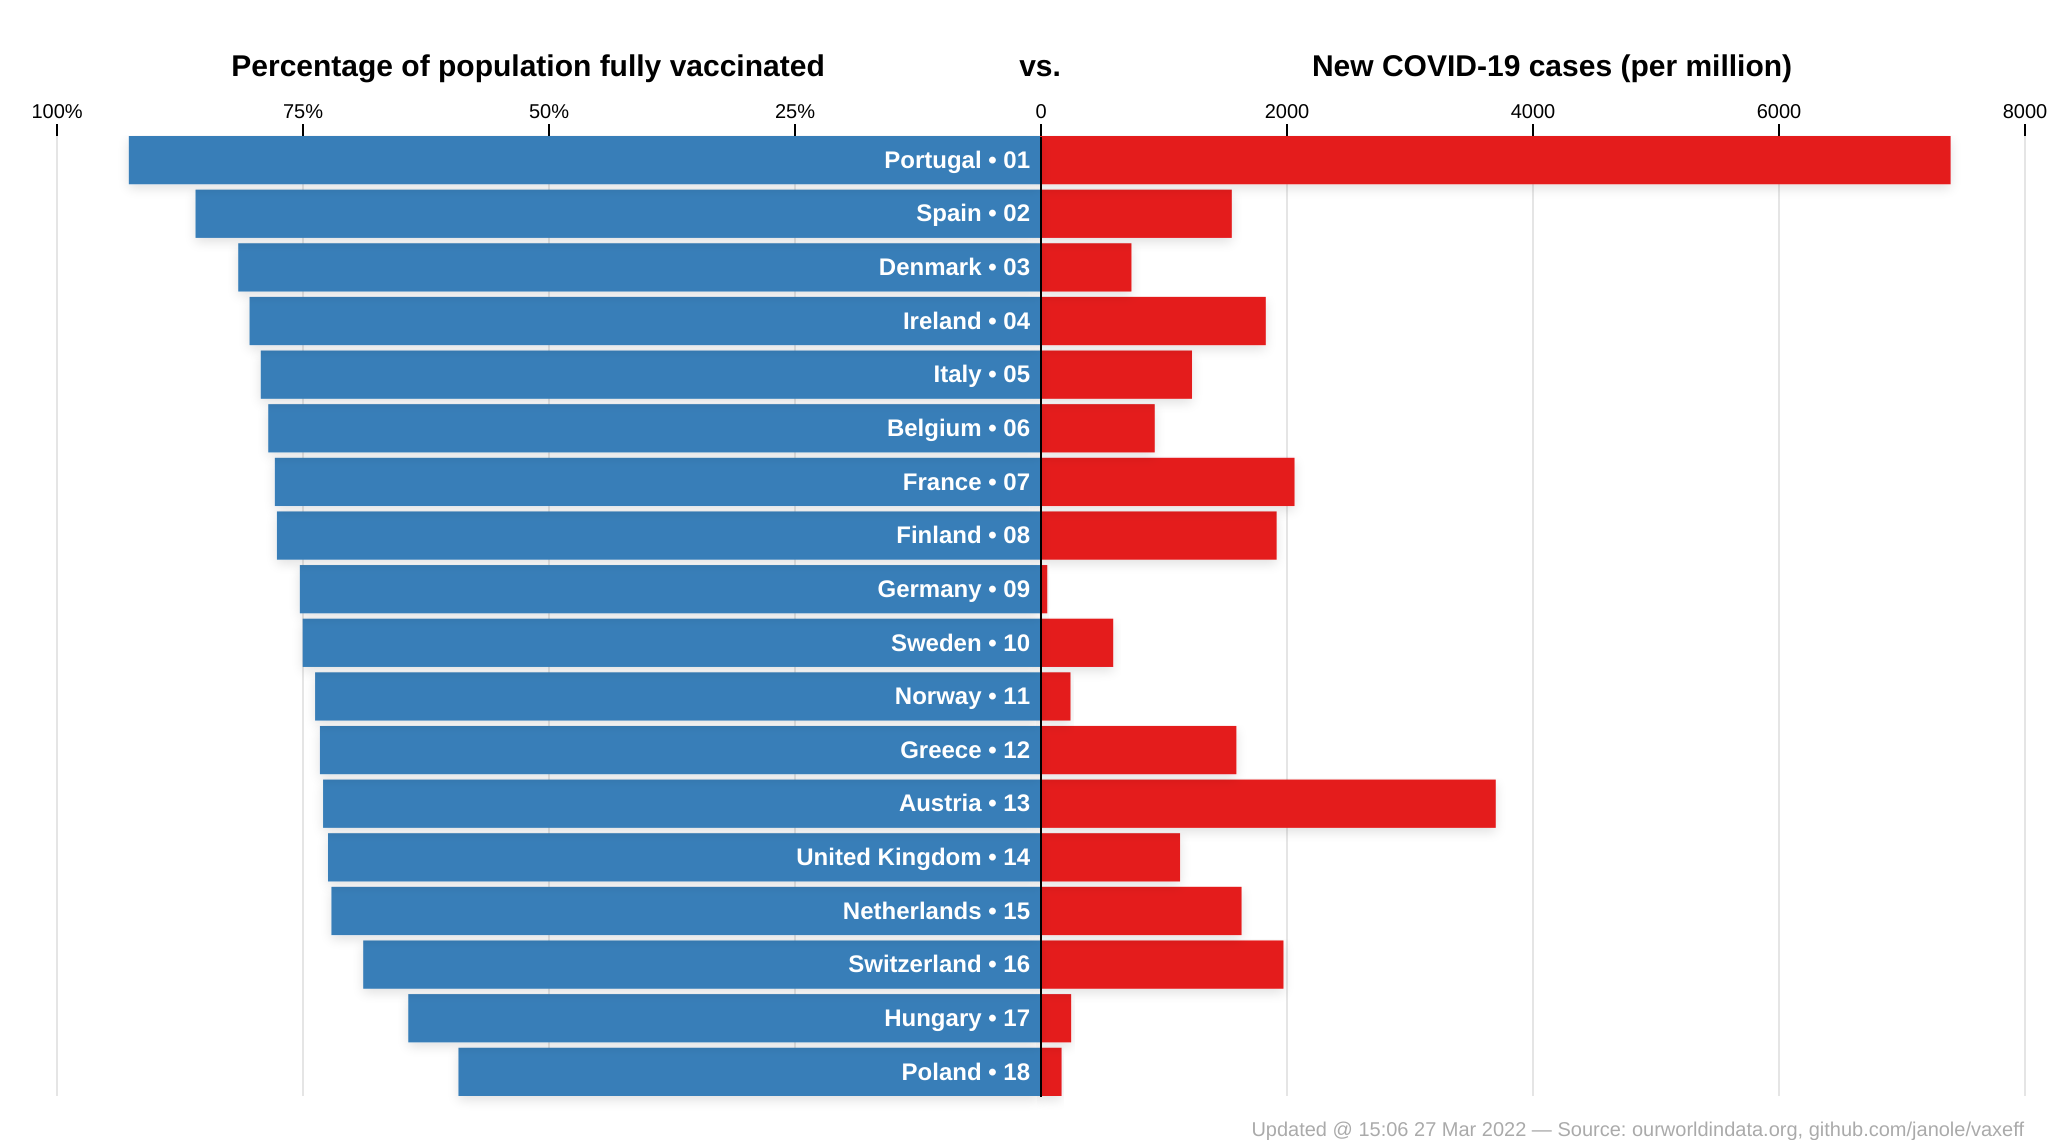 Percentage of population fully vaccinated vs. New COVID-19 cases (per million)
100% 75% 50% 25% 0 2000 4000 6000 8000
Portugal • 01
Spain • 02
Denmark • 03
Ireland • 04
Italy • 05
Belgium • 06
France • 07
Finland • 08
Germany • 09
Sweden • 10
Norway • 11
Greece • 12
Austria • 13
United Kingdom • 14
Netherlands • 15
Switzerland • 16
Hungary • 17
Poland • 18
Updated @ 15:06 27 Mar 2022 — Source: ourworldindata.org, github.com/janole/vaxeff